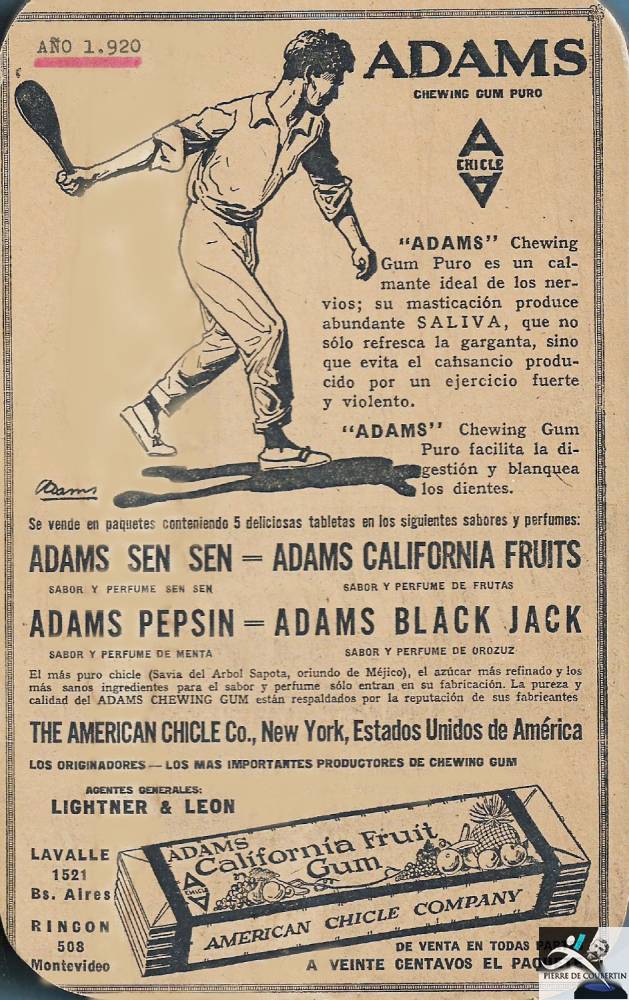 AÑO 1.920
ADAMS
CHEWING GUM PURO
A
CHICLE
A
"ADAMS" Chewing
Gum Puro es un cal-
mante ideal de los ner-
vios; su masticación produce
abundante SALIVA, que no
sólo refresca la garganta, sino
que evita el cansancio produ-
cido por un ejercicio fuerte
y violento.
"ADAMS" Chewing Gum
Puro facilita la di-
gestión y blanquea
los dientes.
Adams
Se vende en paquetes conteniendo 5 deliciosas tabletas en los siguientes sabores y perfumes:
ADAMS SEN SEN = ADAMS CALIFORNIA FRUITS
SABOR Y PERFUME SEN SEN SABOR Y PERFUME DE FRUTAS
ADAMS PEPSIN = ADAMS BLACK JACK
SABOR Y PERFUME DE MENTA SABOR Y PERFUME DE OROZUZ
El más puro chicle (Savia del Arbol Sapota, oriundo de Méjico), el azúcar más refinado y los
más sanos ingredientes para el sabor y perfume sólo entran en su fabricación. La pureza y
calidad del ADAMS CHEWING GUM están respaldados por la reputación de sus fabricantes
THE AMERICAN CHICLE Co., New York, Estados Unidos de América
LOS ORIGINADORES — LOS MAS IMPORTANTES PRODUCTORES DE CHEWING GUM
AGENTES GENERALES:
LIGHTNER & LEON
LAVALLE
1521
Bs. Aires
RINCON
508
Montevideo
ADAMS
California Fruit
Gum
A
CHICLE
A
AMERICAN CHICLE COMPANY
DE VENTA EN TODAS
A VEINTE CENTAVOS EL
PIERRE DE COUBERTIN